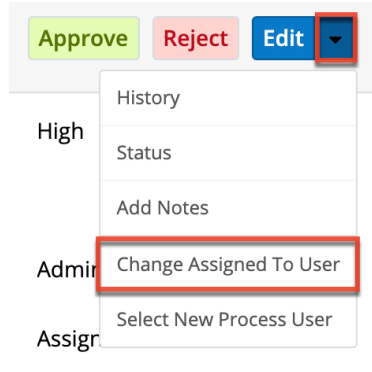 Approve Reject Edit
History
High
Status
Add Notes
Change Assigned To User
Select New Process User